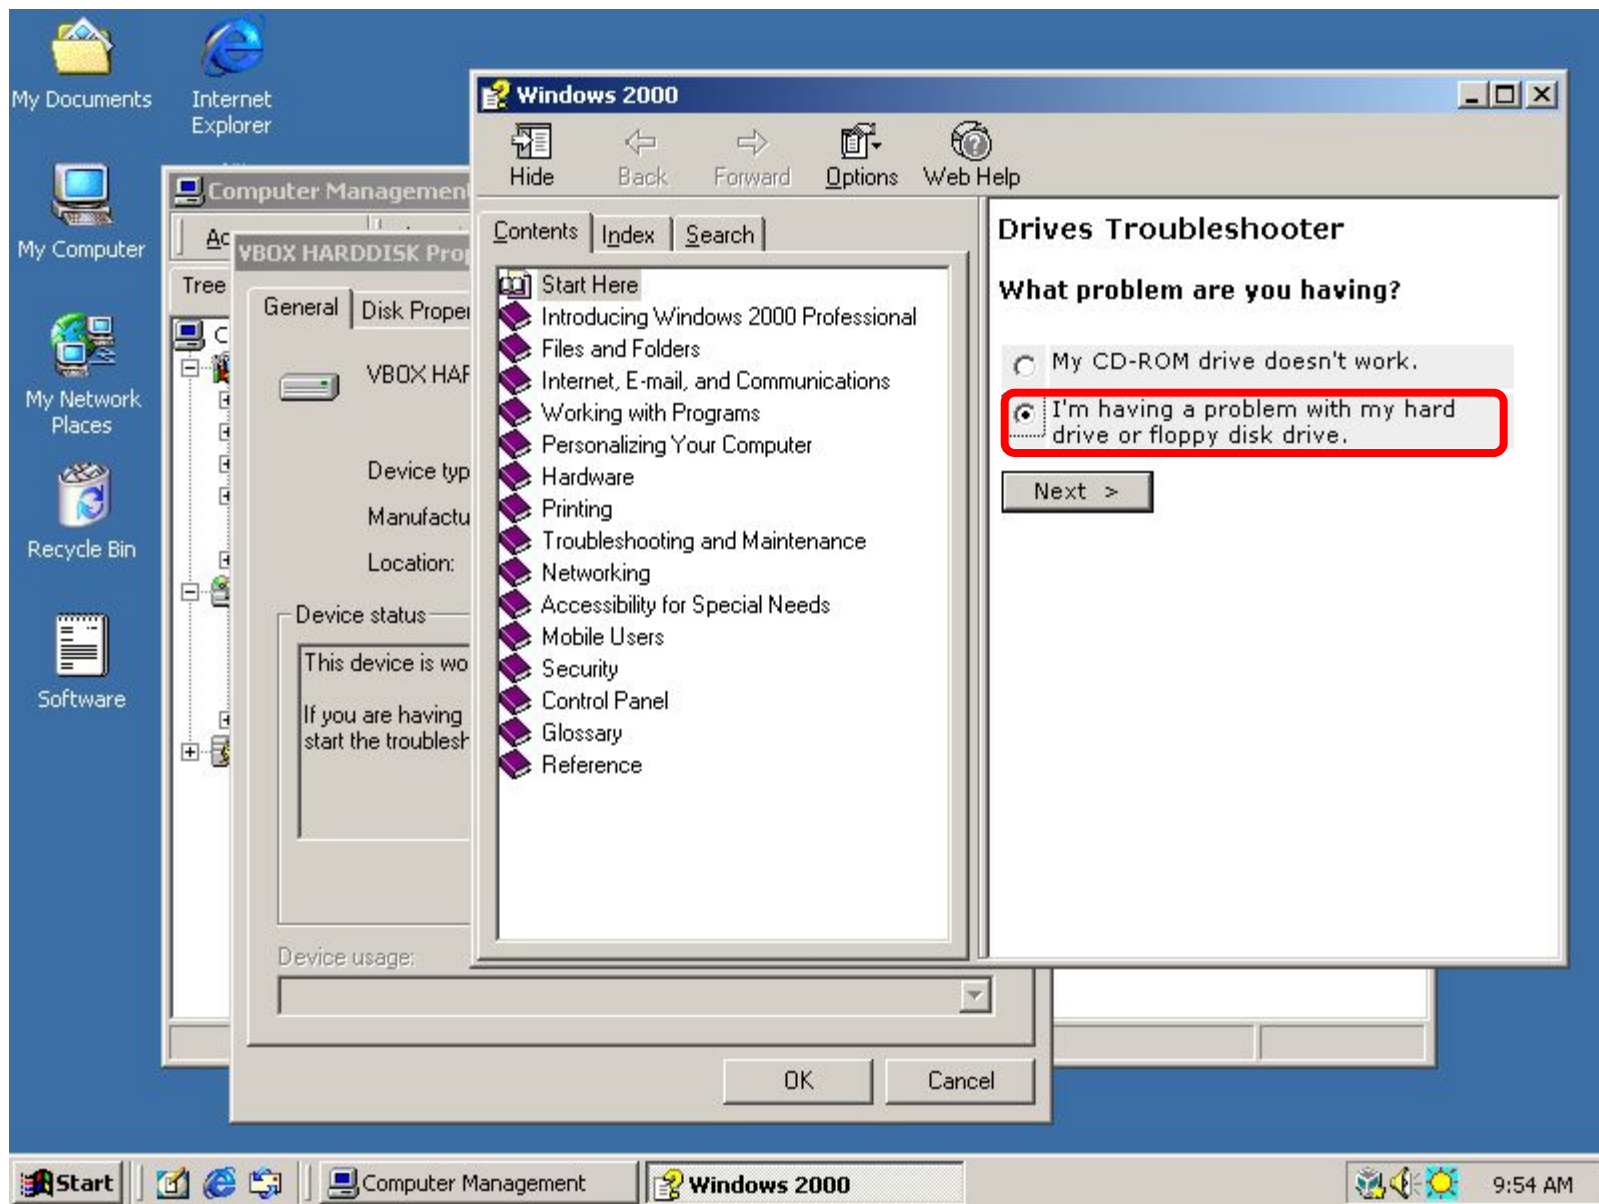 My Documents
Internet
Explorer
My Computer
My Network
Places
Recycle Bin
Software
Computer Managemen
Tree
VBOX HARDDISK Prop
General
Disk Proper
VBOX HAR
Device typ
Manufactu
Location:
Device status
This device is wo
If you are having
start the troublesh
Device usage:
OK
Cancel
Windows 2000
Hide
Back
Forward
Options
Web Help
Contents
Index
Search
Start Here
Introducing Windows 2000 Professional
Files and Folders
Internet, E-mail, and Communications
Working with Programs
Personalizing Your Computer
Hardware
Printing
Troubleshooting and Maintenance
Networking
Accessibility for Special Needs
Mobile Users
Security
Control Panel
Glossary
Reference
Drives Troubleshooter
What problem are you having?
My CD-ROM drive doesn't work.
I'm having a problem with my hard
drive or floppy disk drive.
Next >
Start
Computer Management
Windows 2000
9:54 AM